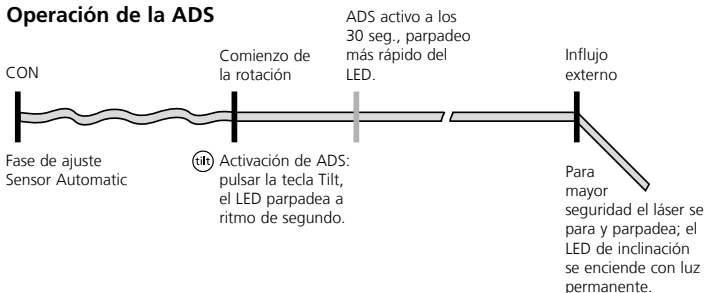 Operación de la ADS
CON
Fase de ajuste
Sensor Automatic
Comienzo de
la rotación
tilt
Activación de ADS:
pulsar la tecla Tilt,
el LED parpadea a
ritmo de segundo.
ADS activo a los
30 seg., parpadeo
más rápido del
LED.
Influjo
externo
Para
mayor
seguridad el láser se
para y parpadea; el
LED de inclinación
se enciende con luz
permanente.